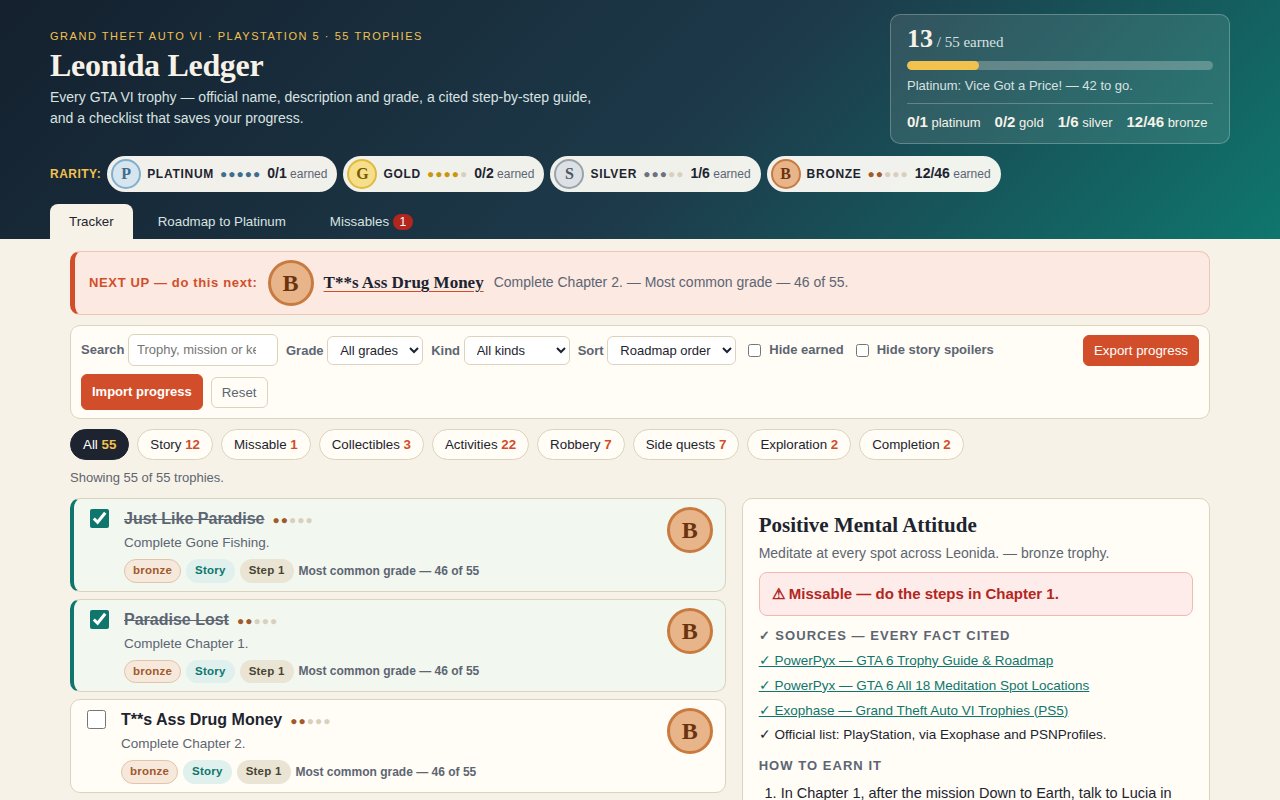 GRAND THEFT AUTO VI · PLAYSTATION 5 · 55 TROPHIES
Leonida Ledger
Every GTA VI trophy — official name, description and grade, a cited step-by-step guide,
and a checklist that saves your progress.
13 / 55 earned
Platinum: Vice Got a Price! — 42 to go.
0/1 platinum 0/2 gold 1/6 silver 12/46 bronze
RARITY: P PLATINUM ●●●●● 0/1 earned G GOLD ●●●●● 0/2 earned S SILVER ●●●●● 1/6 earned B BRONZE ●●●●● 12/46 earned
Tracker Roadmap to Platinum Missables 1
NEXT UP — do this next: B T**s Ass Drug Money Complete Chapter 2. — Most common grade — 46 of 55.
Search Trophy, mission or ke Grade All grades Kind All kinds Sort Roadmap order Hide earned Hide story spoilers Export progress
Import progress Reset
All 55 Story 12 Missable 1 Collectibles 3 Activities 22 Robbery 7 Side quests 7 Exploration 2 Completion 2
Showing 55 of 55 trophies.
Just Like Paradise ●●●●● B
Complete Gone Fishing.
bronze Story Step 1 Most common grade — 46 of 55
Paradise Lost ●●●●● B
Complete Chapter 1.
bronze Story Step 1 Most common grade — 46 of 55
T**s Ass Drug Money ●●●●● B
Complete Chapter 2.
bronze Story Step 1 Most common grade — 46 of 55
Positive Mental Attitude
Meditate at every spot across Leonida. — bronze trophy.
⚠ Missable — do the steps in Chapter 1.
✓ SOURCES — EVERY FACT CITED
✓ PowerPyx — GTA 6 Trophy Guide & Roadmap
✓ PowerPyx — GTA 6 All 18 Meditation Spot Locations
✓ Exophase — Grand Theft Auto VI Trophies (PS5)
✓ Official list: PlayStation, via Exophase and PSNProfiles.
HOW TO EARN IT
1. In Chapter 1, after the mission Down to Earth, talk to Lucia in